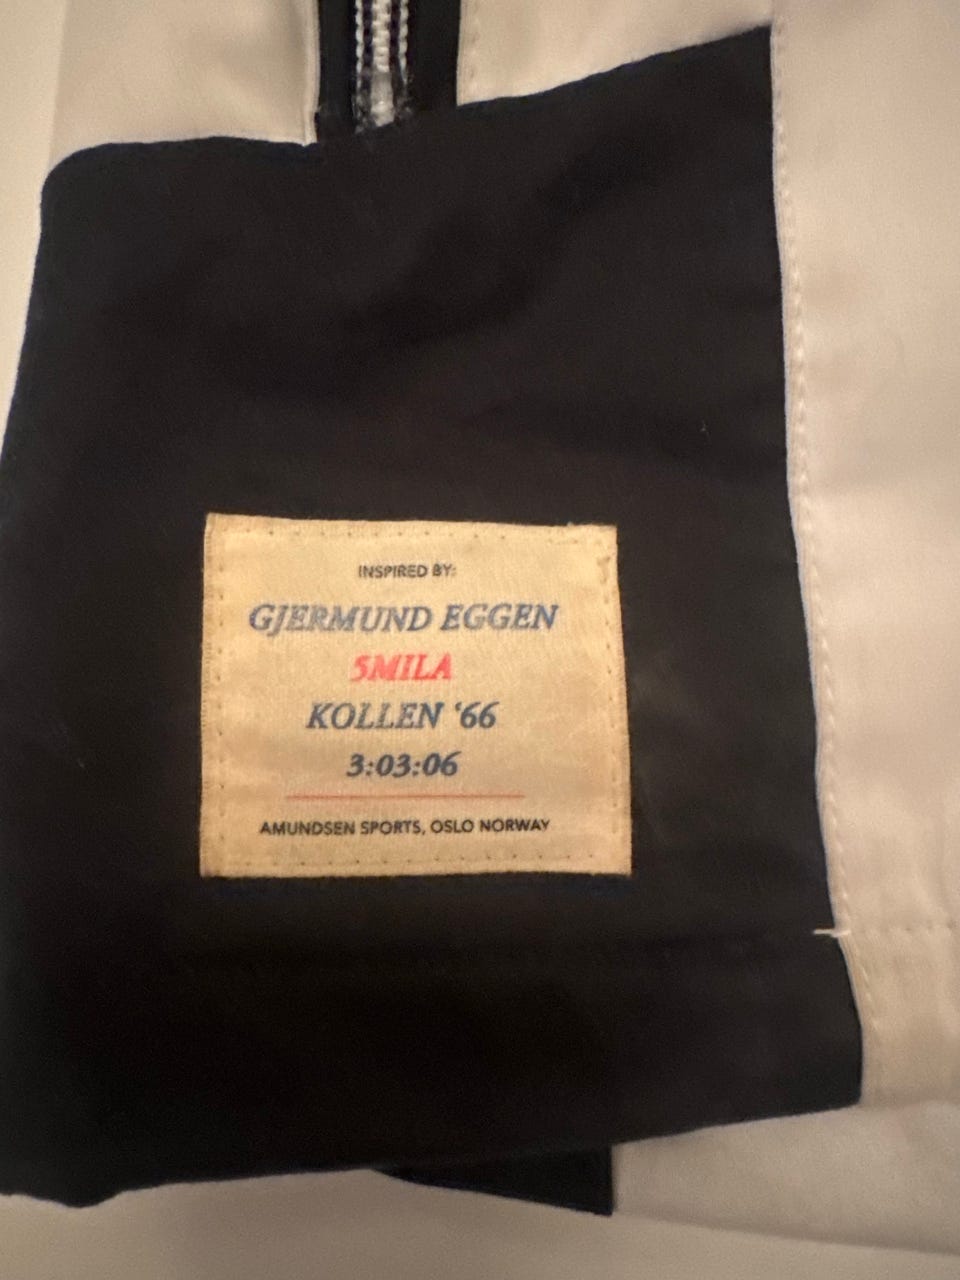 INSPIRED BY:
GJERMUND EGGEN
5MILA
KOLLEN ‘66
3:03:06
AMUNDSEN SPORTS, OSLO NORWAY